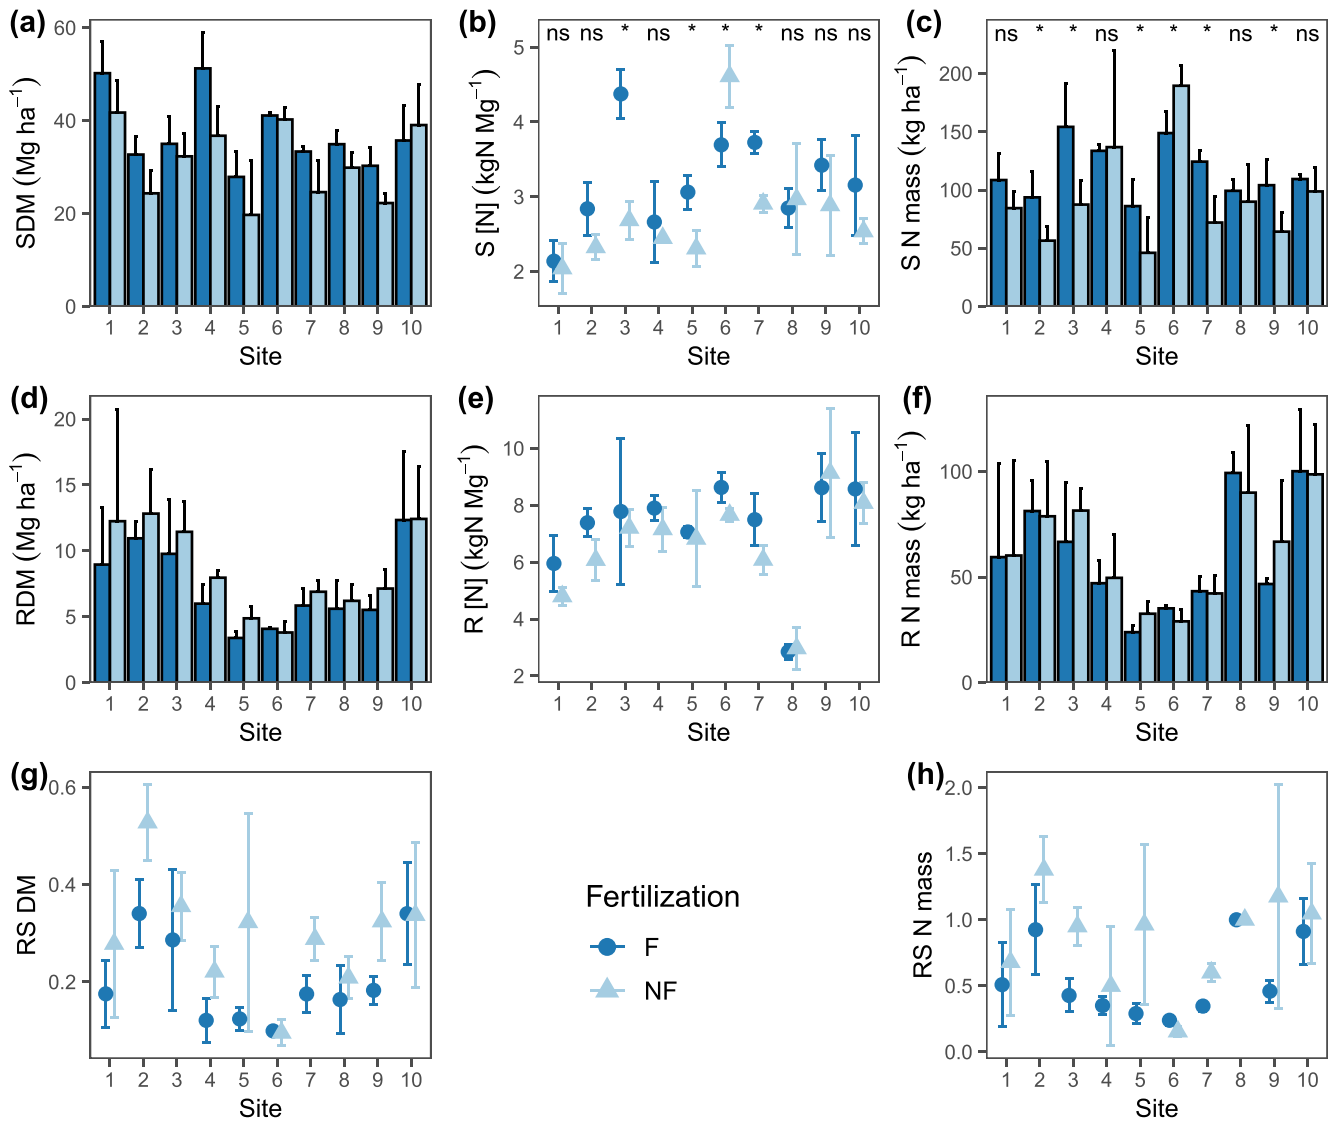 (a)
SDM (Mg ha⁻¹)
60
40
20
0
1 2 3 4 5 6 7 8 9 10
Site
(b)
S [N] (kgN Mg⁻¹)
ns ns * ns * * * ns ns ns
5
4
3
2
1 2 3 4 5 6 7 8 9 10
Site
(c)
S N mass (kg ha⁻¹)
ns * * ns * * * ns * ns
200
150
100
50
0
1 2 3 4 5 6 7 8 9 10
Site
(d)
RDM (Mg ha⁻¹)
20
15
10
5
0
1 2 3 4 5 6 7 8 9 10
Site
(e)
R [N] (kgN Mg⁻¹)
10
8
6
4
2
1 2 3 4 5 6 7 8 9 10
Site
(f)
R N mass (kg ha⁻¹)
100
50
0
1 2 3 4 5 6 7 8 9 10
Site
(g)
RS DM
0.6
0.4
0.2
1 2 3 4 5 6 7 8 9 10
Site
Fertilization
F
NF
(h)
RS N mass
2.0
1.5
1.0
0.5
0.0
1 2 3 4 5 6 7 8 9 10
Site